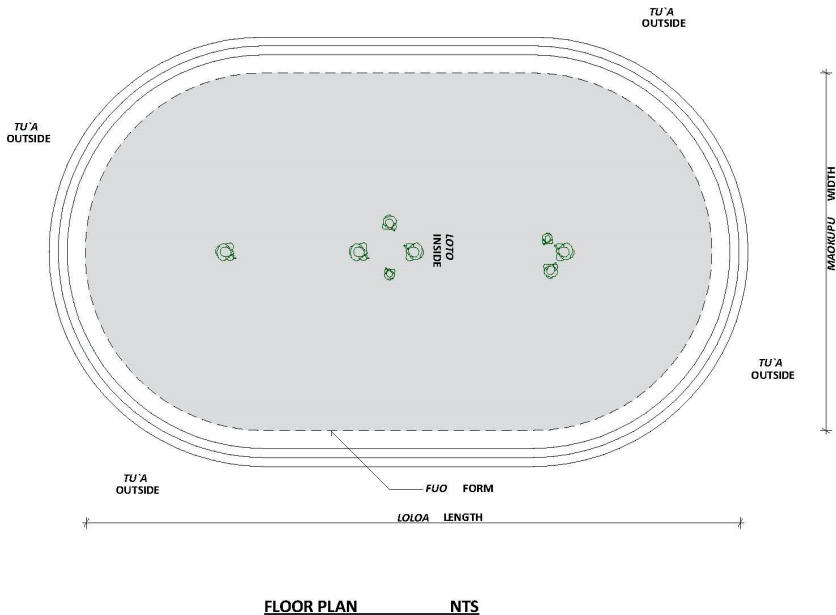 TU`A
OUTSIDE
TU`A
OUTSIDE
LOTO
INSIDE
MAOKUPU WIDTH
TU`A
OUTSIDE
TU`A
OUTSIDE
FUO FORM
LOLOA LENGTH
FLOOR PLAN NTS